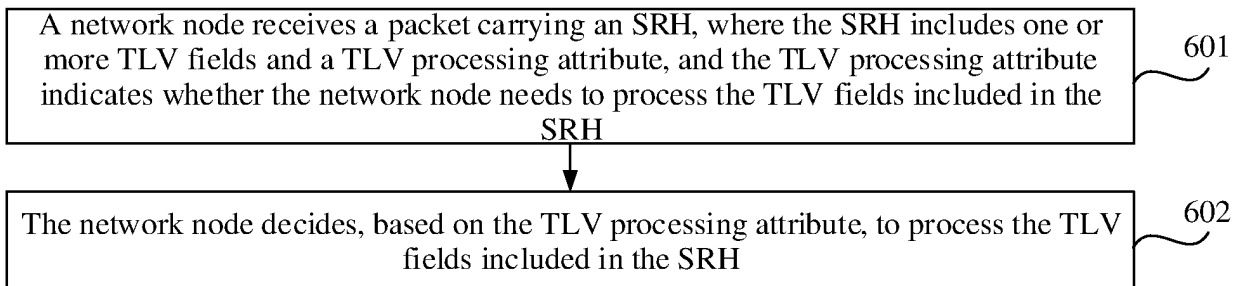 A network node receives a packet carrying an SRH, where the SRH includes one or
more TLV fields and a TLV processing attribute, and the TLV processing attribute
indicates whether the network node needs to process the TLV fields included in the
SRH
601
The network node decides, based on the TLV processing attribute, to process the TLV
fields included in the SRH
602